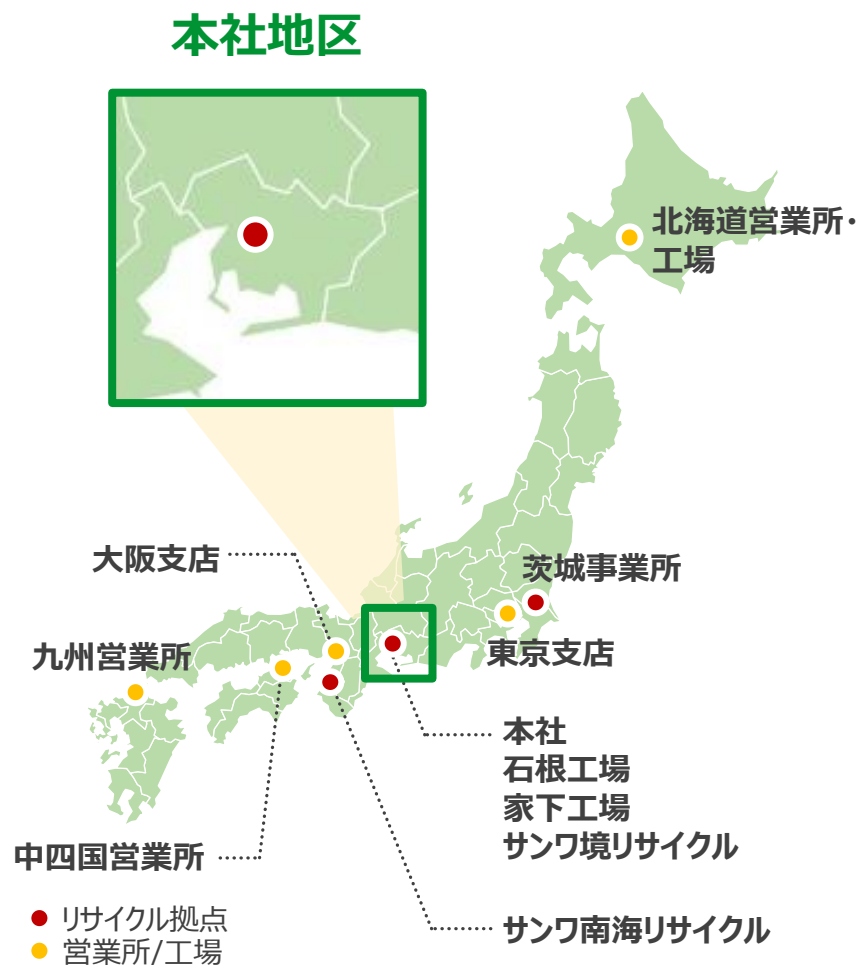 本社地区
北海道営業所・
工場
大阪支店
茨城事業所
九州営業所
東京支店
本社
石根工場
家下工場
サンワ境リサイクル
中四国営業所
リサイクル拠点
サンワ南海リサイクル
営業所/工場